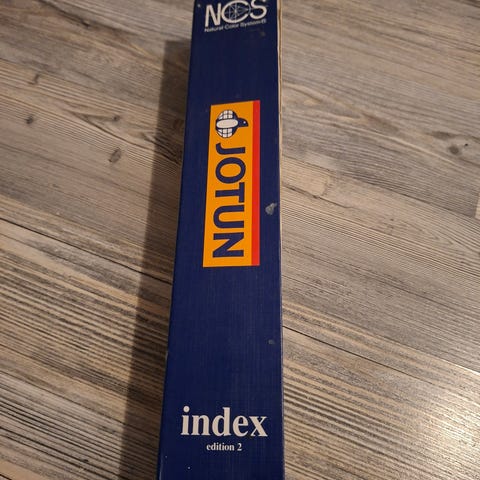 NCS
Natural Color System®
JOTUN
index
edition 2